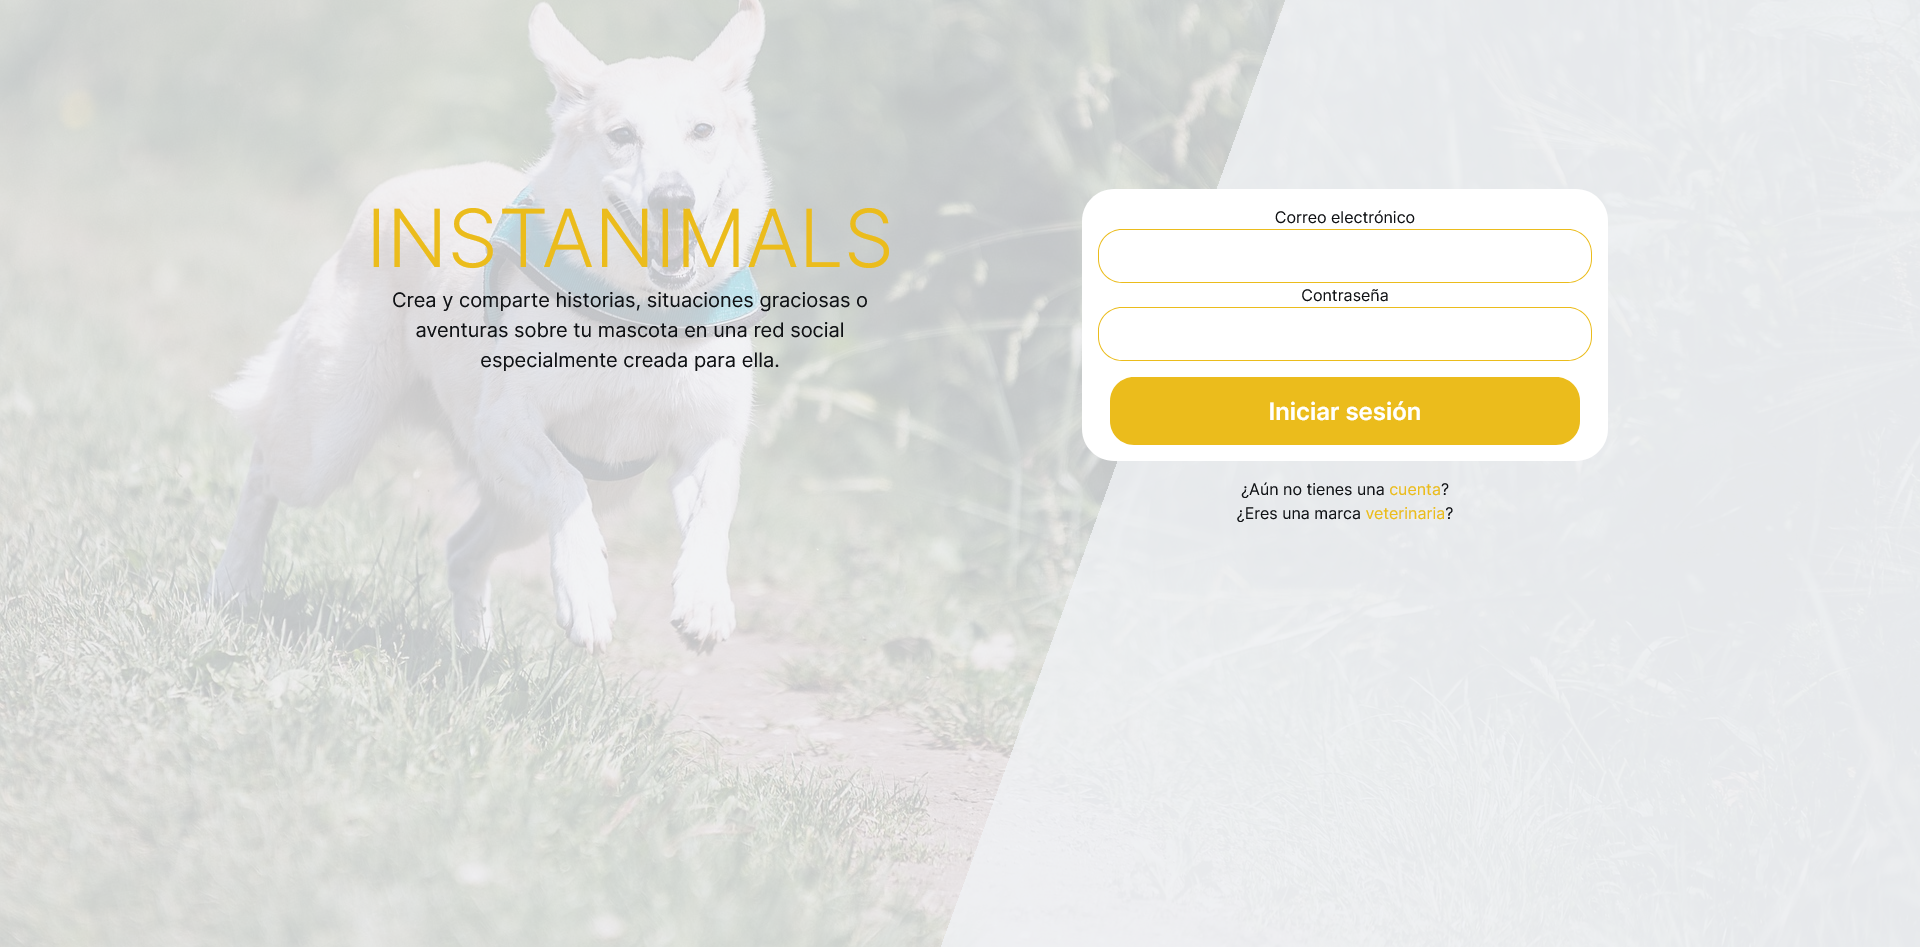 INSTANIMALS
Crea y comparte historias, situaciones graciosas o
aventuras sobre tu mascota en una red social
especialmente creada para ella.
Correo electrónico
Contraseña
Iniciar sesión
¿Aún no tienes una cuenta?
¿Eres una marca veterinaria?